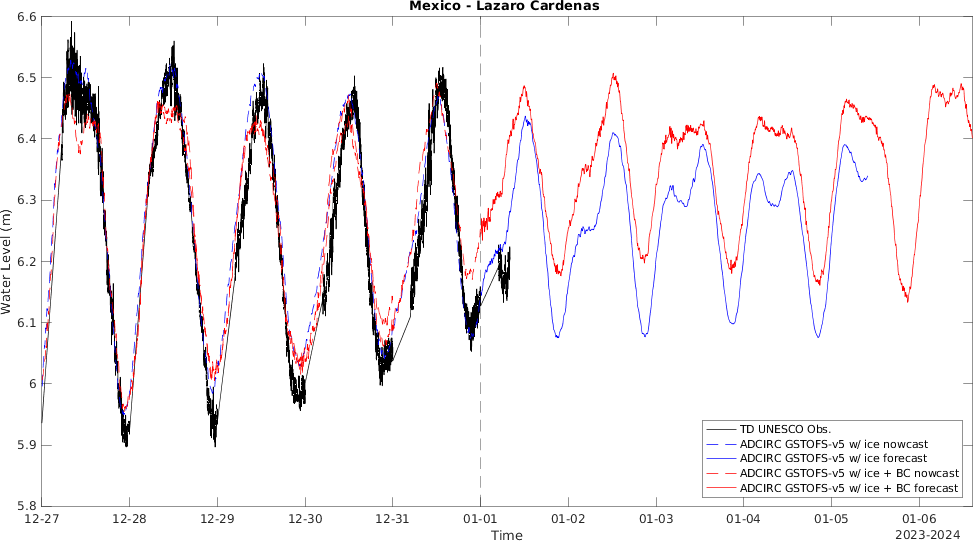 Mexico - Lazaro Cardenas
6.6
6.5
6.4
6.3
6.2
6.1
6
5.9
5.8
Water Level (m)
12-27 12-28 12-29 12-30 12-31 01-01 01-02 01-03 01-04 01-05 01-06
Time
2023-2024
TD UNESCO Obs.
ADCIRC GSTOFS-v5 w/ ice nowcast
ADCIRC GSTOFS-v5 w/ ice forecast
ADCIRC GSTOFS-v5 w/ ice + BC nowcast
ADCIRC GSTOFS-v5 w/ ice + BC forecast